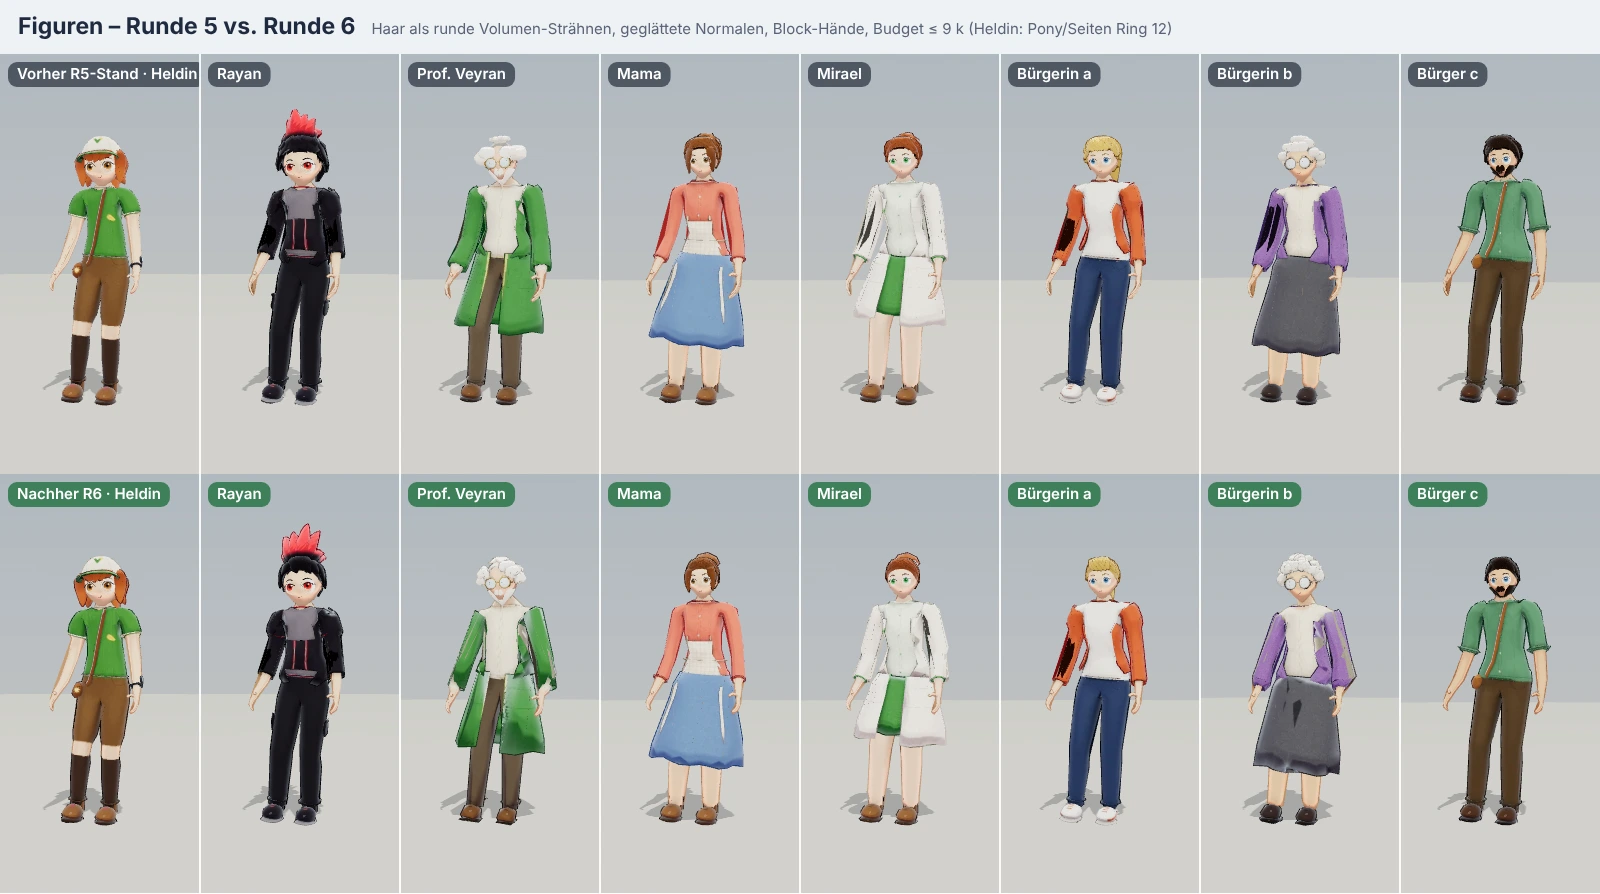 Figuren – Runde 5 vs. Runde 6 Haar als runde Volumen-Strähnen, geglättete Normalen, Block-Hände, Budget ≤ 9 k (Heldin: Pony/Seiten Ring 12)
Vorher R5-Stand · Heldin Rayan Prof. Veyran Mama Mirael Bürgerin a Bürgerin b Bürger c
Nachher R6 · Heldin Rayan Prof. Veyran Mama Mirael Bürgerin a Bürgerin b Bürger c